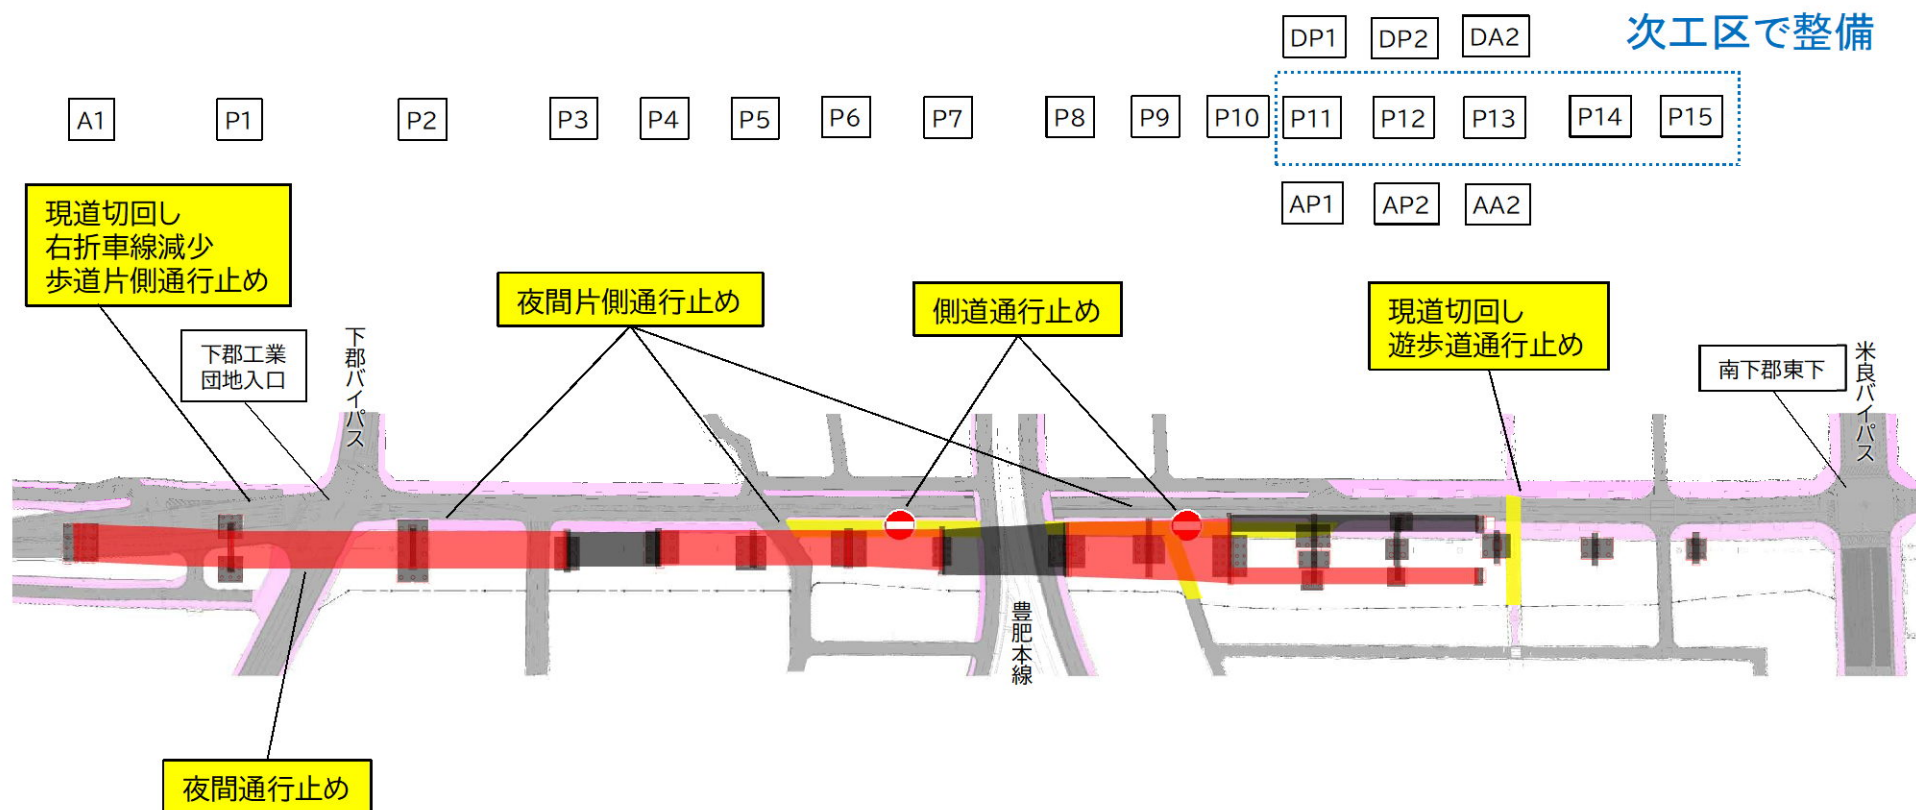 次工区で整備
DP1
DP2
DA2
A1
P1
P2
P3
P4
P5
P6
P7
P8
P9
P10
P11
P12
P13
P14
P15
AP1
AP2
AA2
現道切回し
右折車線減少
歩道片側通行止め
夜間片側通行止め
側道通行止め
現道切回し
遊歩道通行止め
下郡工業
団地入口
下郡バイパス
南下郡東下
米良バイパス
豊肥本線
夜間通行止め